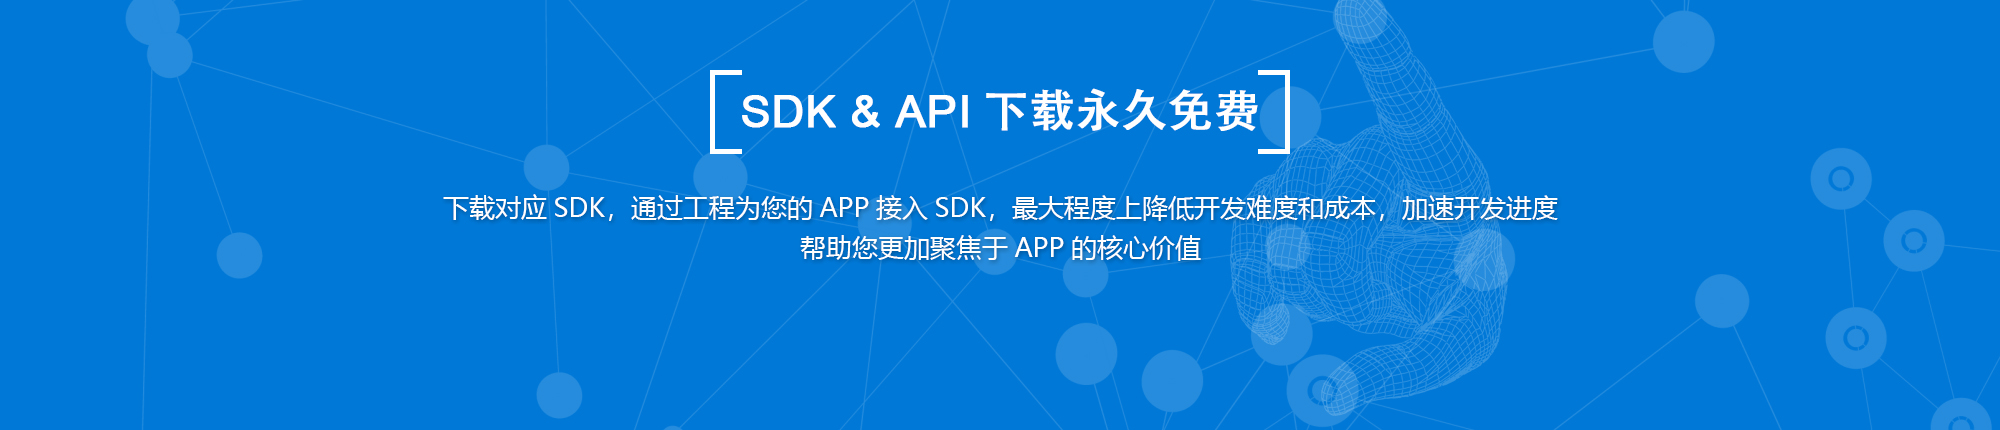 SDK & API 下载永久免费
下载对应 SDK，通过工程为您的 APP 接入 SDK，最大程度上降低开发难度和成本，加速开发进度
帮助您更加聚焦于 APP 的核心价值